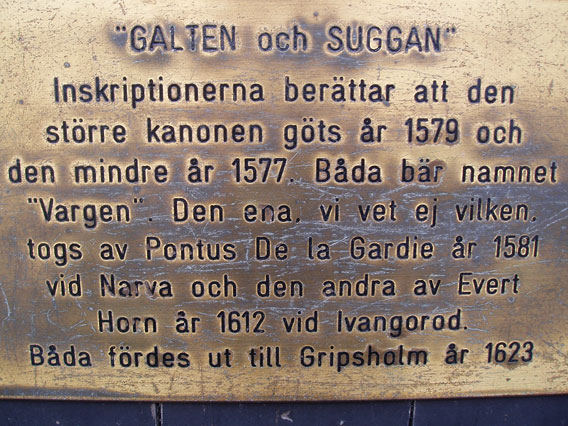 "GALTEN och SUGGAN"
Inskriptionerna berättar att den
större kanonen göts år 1579 och
den mindre år 1577. Båda bär namnet
"Vargen". Den ena, vi vet ej vilken,
togs av Pontus De la Gardie år 1581
vid Narva och den andra av Evert
Horn år 1612 vid Ivangorod.
Båda fördes ut till Gripsholm år 1623